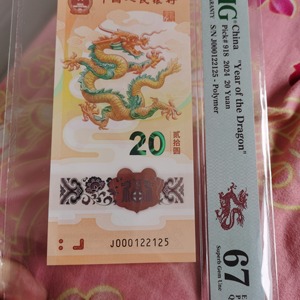 中国人民银行
20
贰拾圆
J000122125
China "Year of the Dragon"
Pick# 918 2024 20 Yuan
S/N J000122125 - Polymer
67
Superb Gem Unc